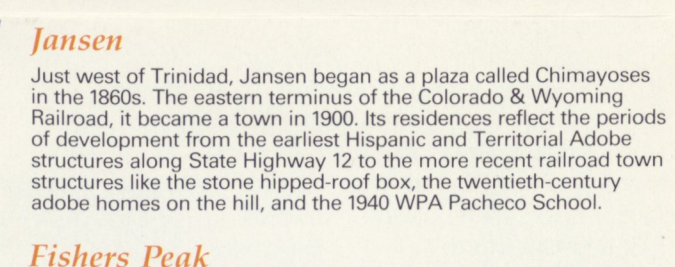 Jansen
Just west of Trinidad, Jansen began as a plaza called Chimayoses
in the 1860s. The eastern terminus of the Colorado & Wyoming
Railroad, it became a town in 1900. Its residences reflect the periods
of development from the earliest Hispanic and Territorial Adobe
structures along State Highway 12 to the more recent railroad town
structures like the stone hipped-roof box, the twentieth-century
adobe homes on the hill, and the 1940 WPA Pacheco School.
Fishers Peak